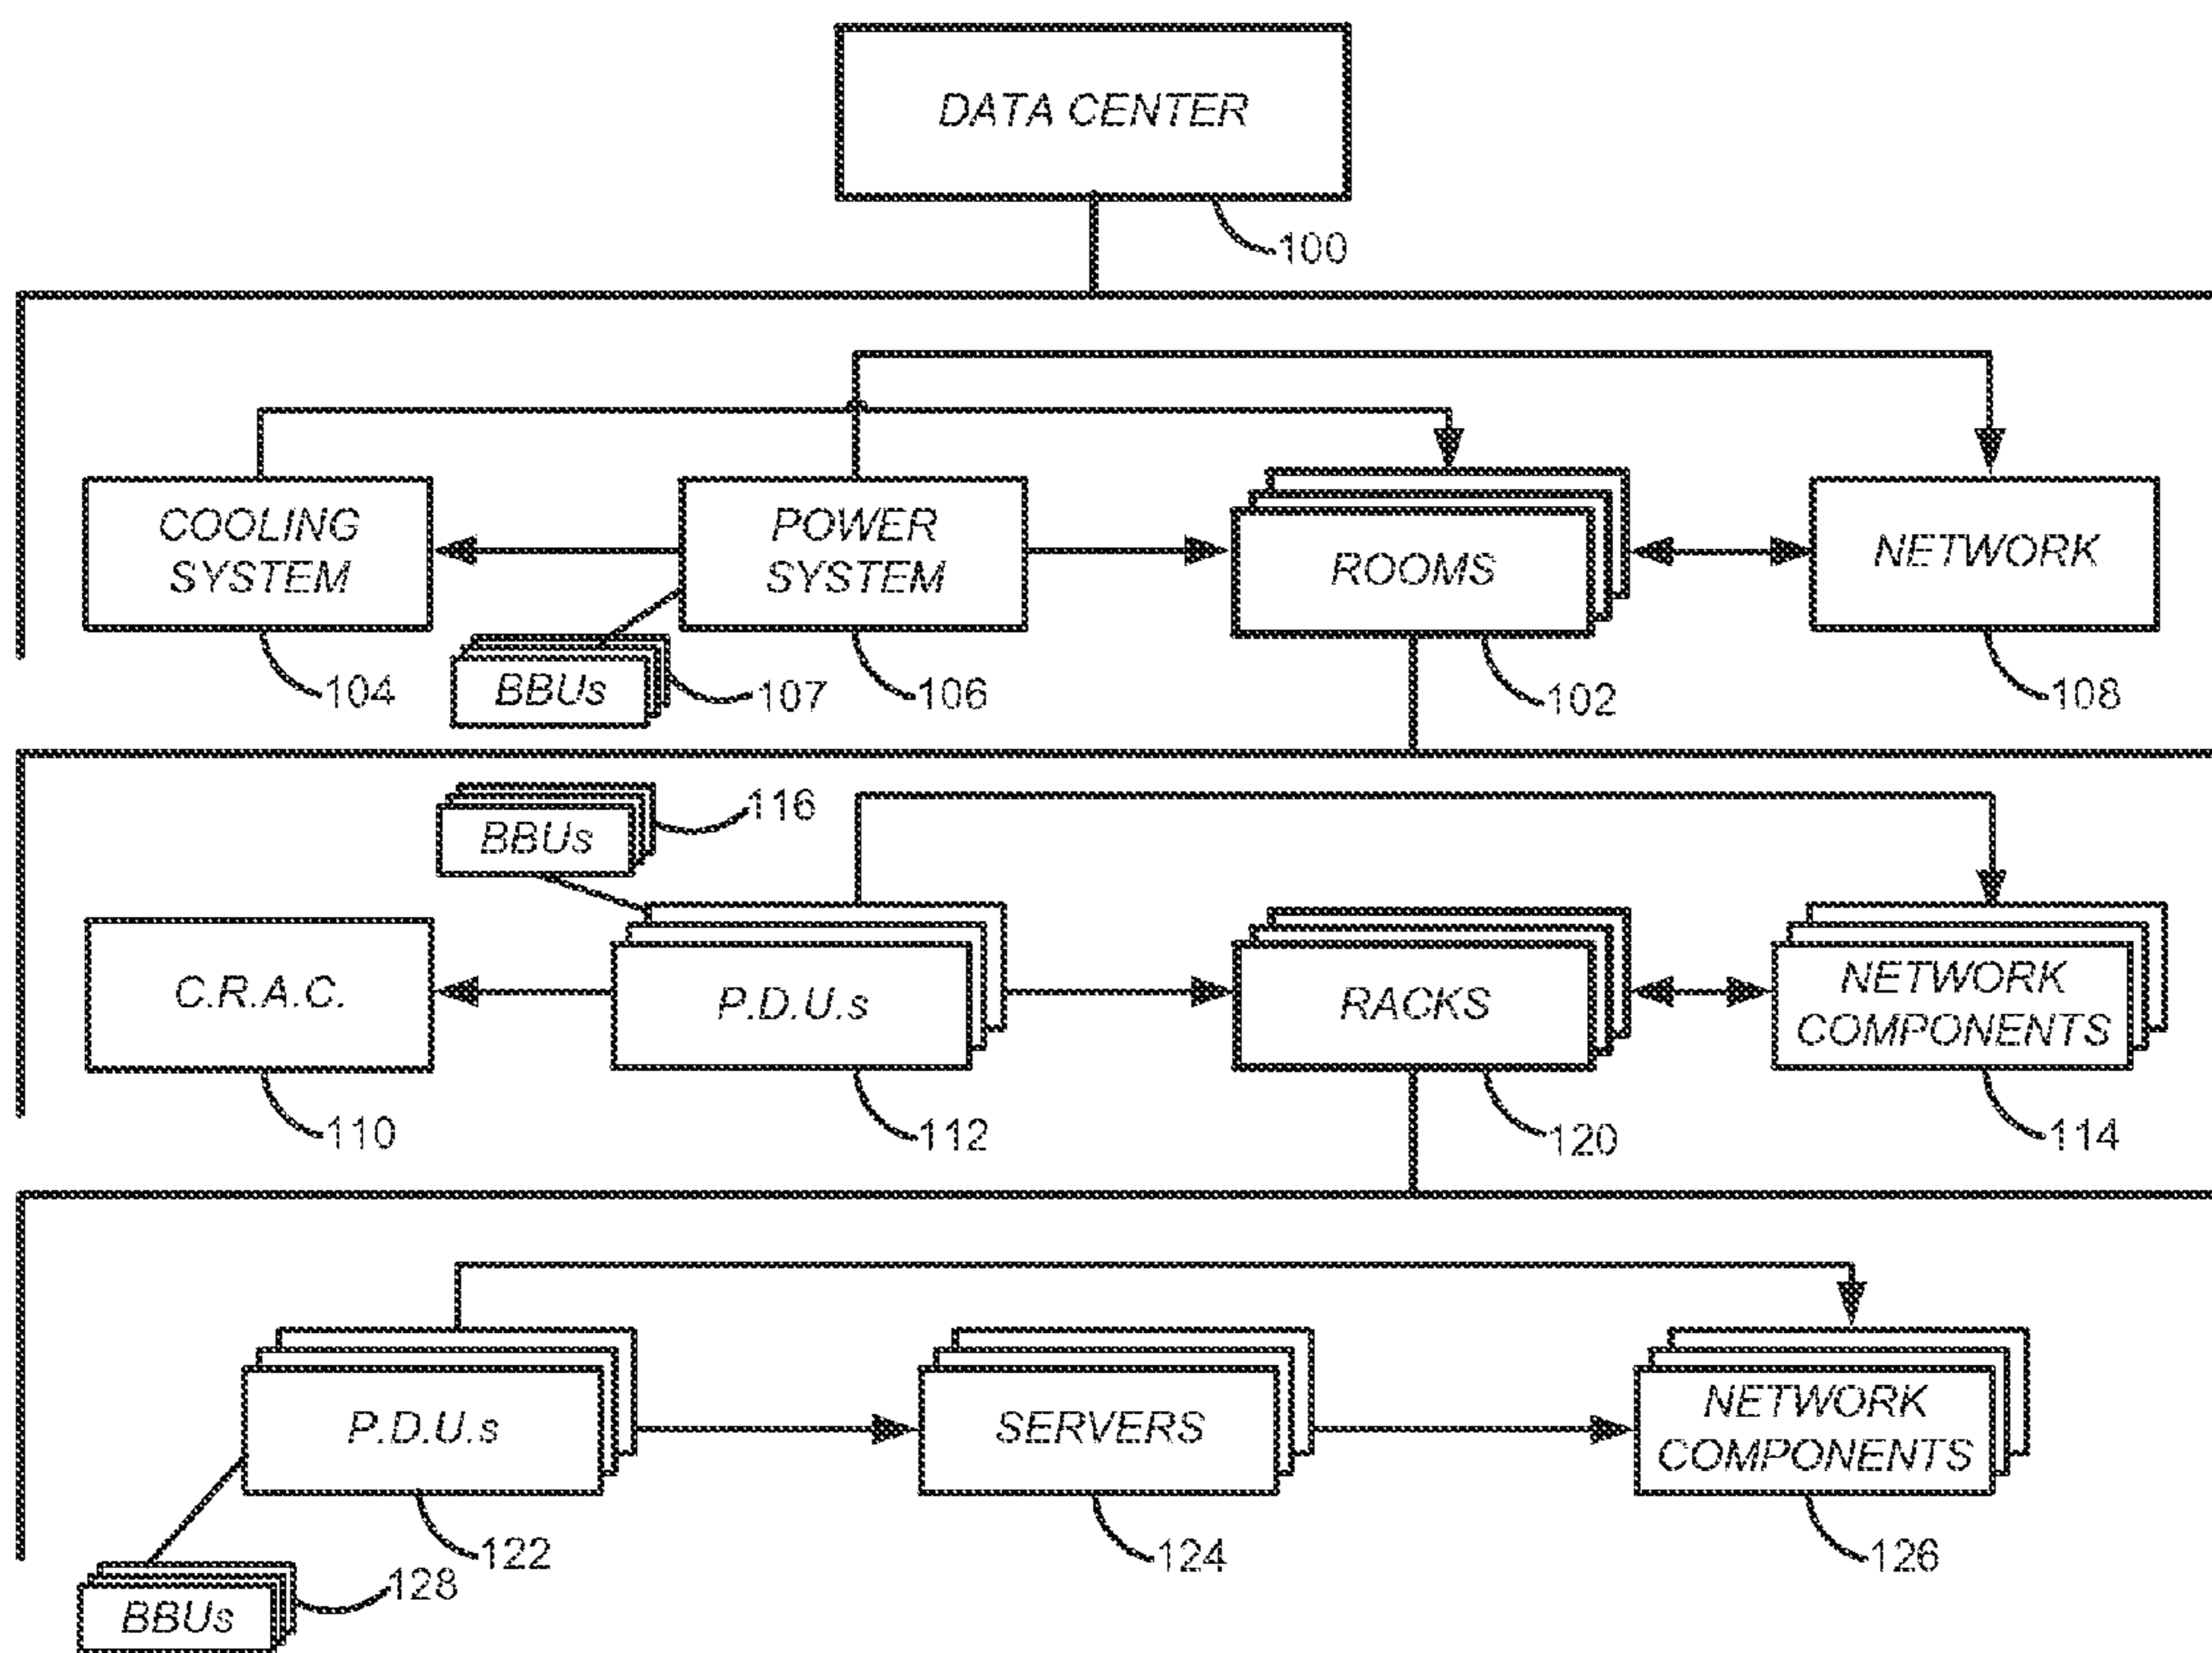 DATA CENTER
100
COOLING
SYSTEM
POWER
SYSTEM
ROOMS
NETWORK
104
BBUs
107
106
102
108
BBUs
116
C.R.A.C.
P.D.U.s
RACKS
NETWORK
COMPONENTS
110
112
120
114
P.D.U.s
SERVERS
NETWORK
COMPONENTS
122
124
126
128
BBUs